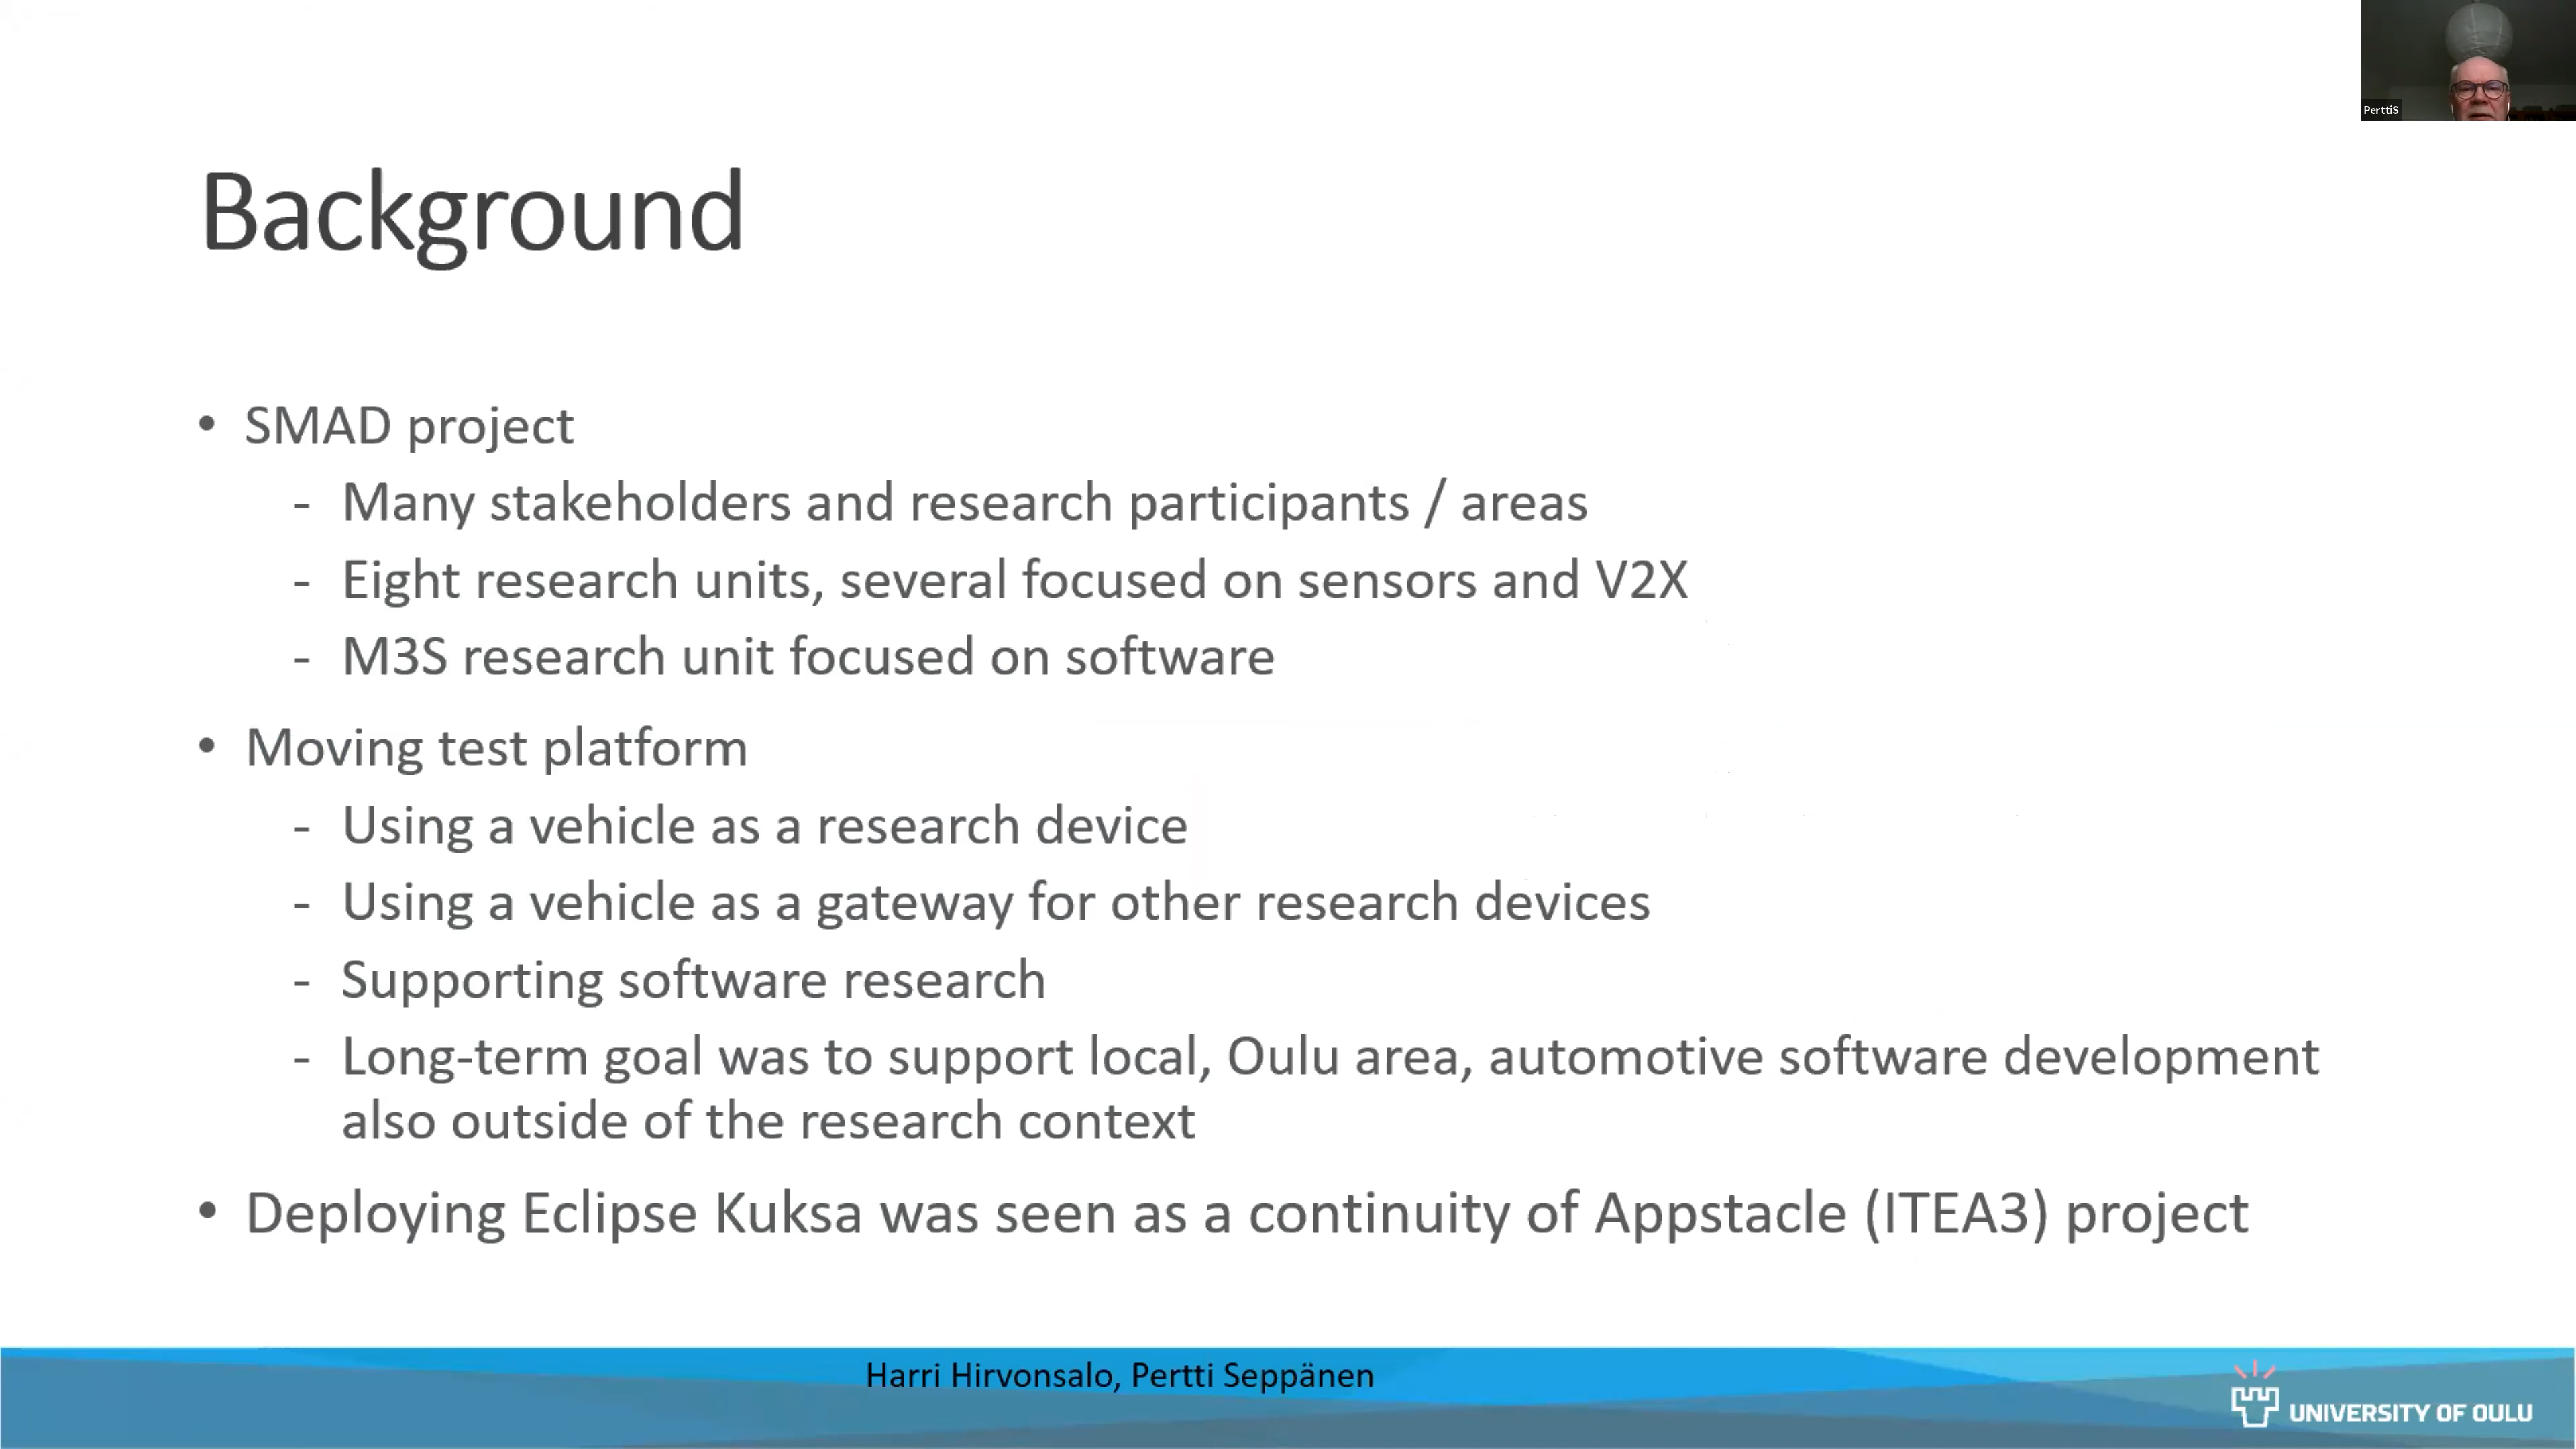 PerttiS
Background
• SMAD project
- Many stakeholders and research participants / areas
- Eight research units, several focused on sensors and V2X
- M3S research unit focused on software
• Moving test platform
- Using a vehicle as a research device
- Using a vehicle as a gateway for other research devices
- Supporting software research
- Long-term goal was to support local, Oulu area, automotive software development
also outside of the research context
• Deploying Eclipse Kuksa was seen as a continuity of Appstacle (ITEA3) project
Harri Hirvonsalo, Pertti Seppänen
UNIVERSITY OF OULU